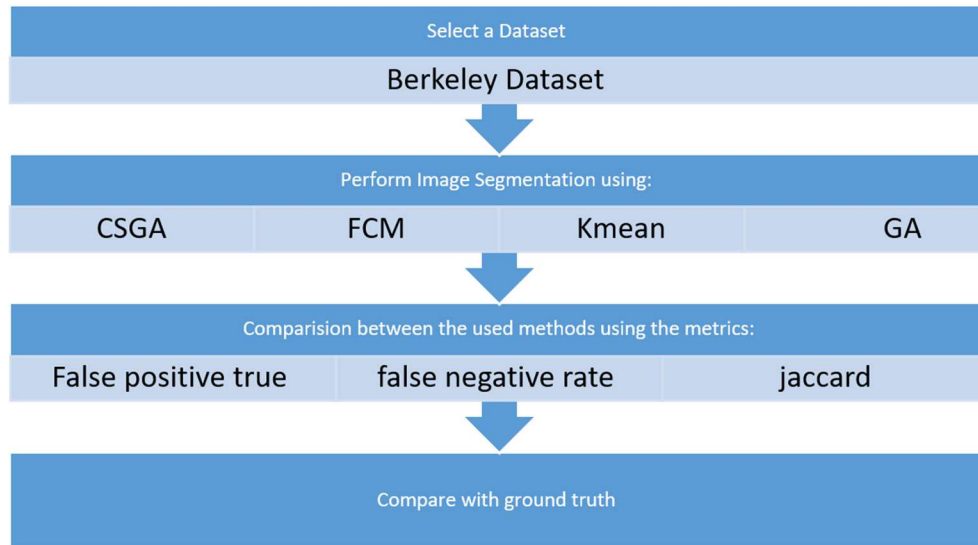 Select a Dataset
Berkeley Dataset
Perform Image Segmentation using:
CSGA FCM Kmean GA
Comparision between the used methods using the metrics:
False positive true false negative rate jaccard
Compare with ground truth